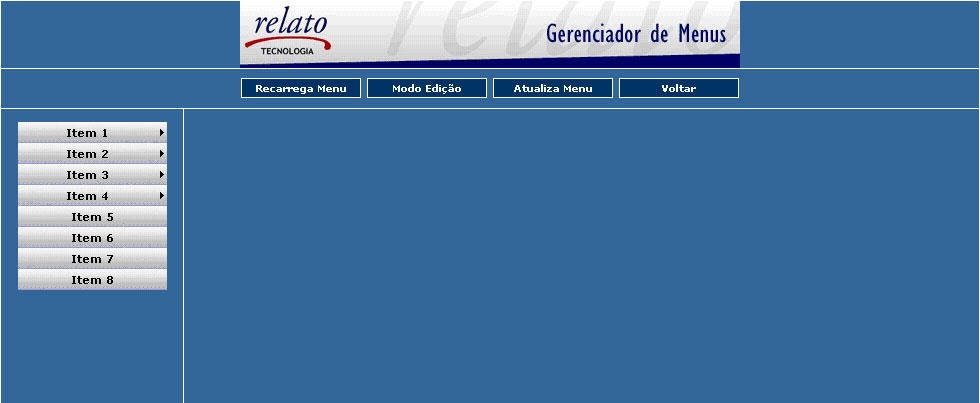 relato
TECNOLOGIA
relato
Gerenciador de Menus
Recarrega Menu
Modo Edição
Atualiza Menu
Voltar
Item 1
Item 2
Item 3
Item 4
Item 5
Item 6
Item 7
Item 8